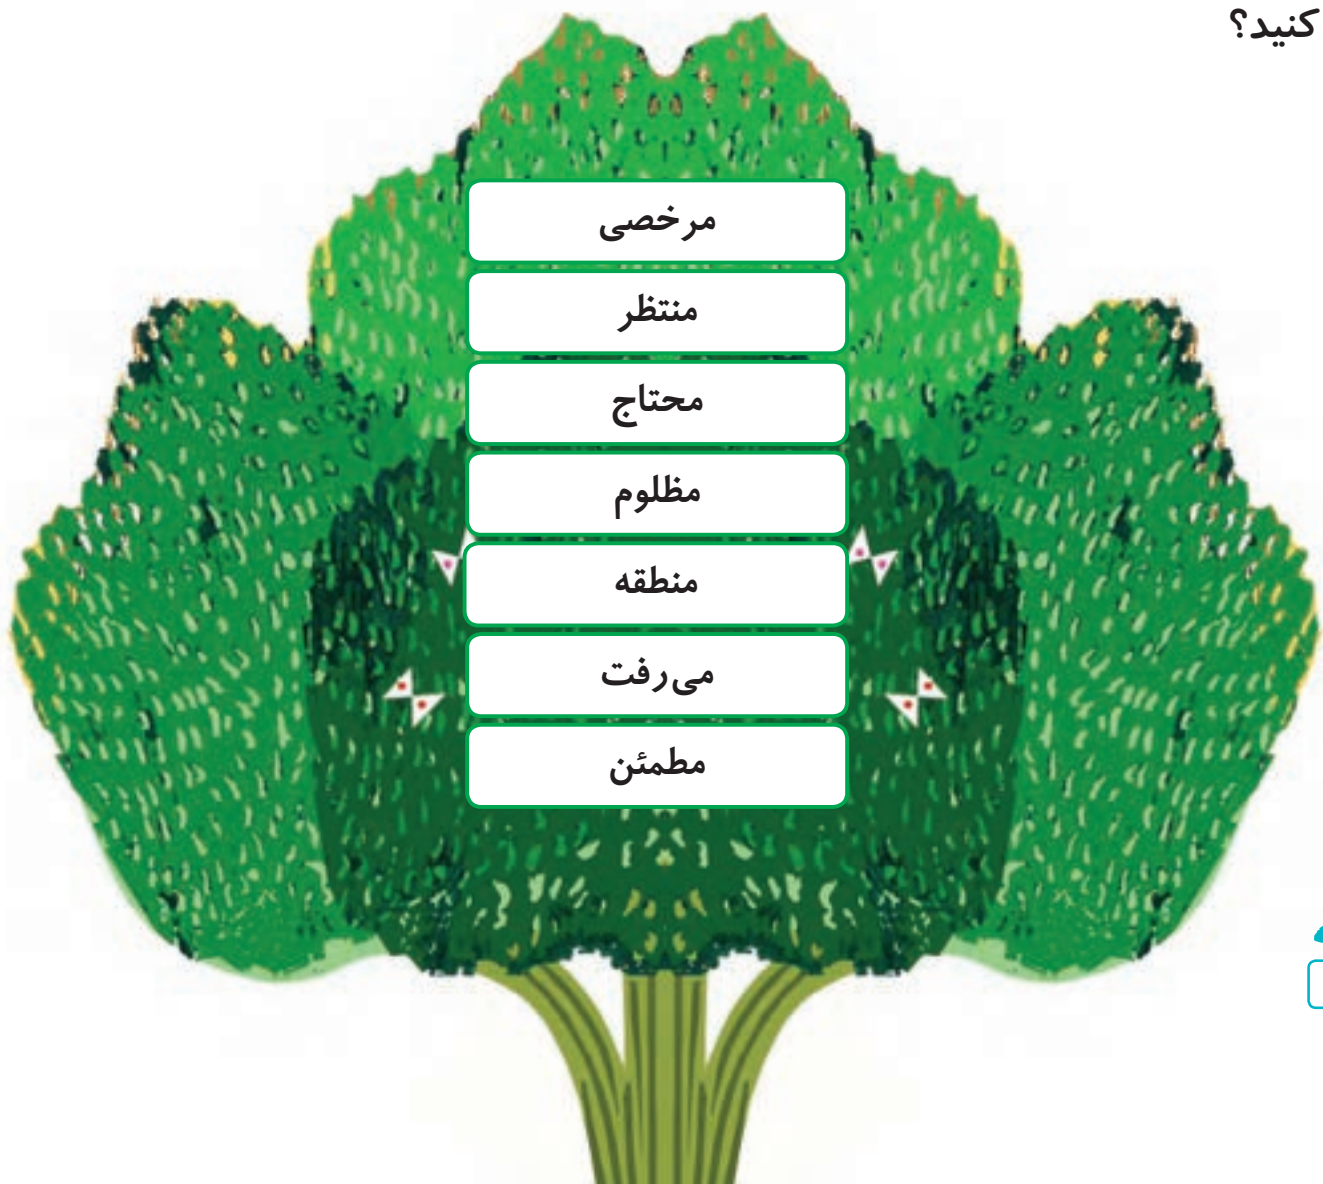 کنید؟
مرخصی
منتظر
محتاج
مظلوم
منطقه
می‌رفت
مطمئن